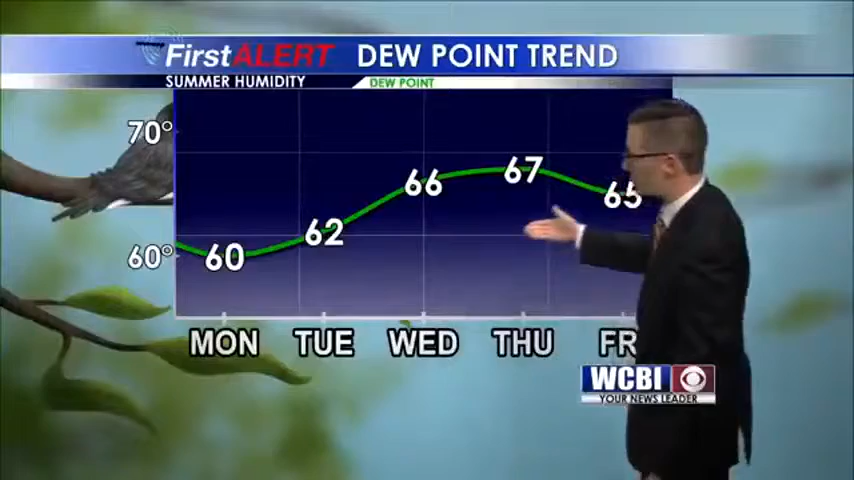 FirstALERT DEW POINT TREND
SUMMER HUMIDITY DEW POINT
70°
67
66
65
62
60° 60
MON TUE WED THU FR
WCBI
YOUR NEWS LEADER